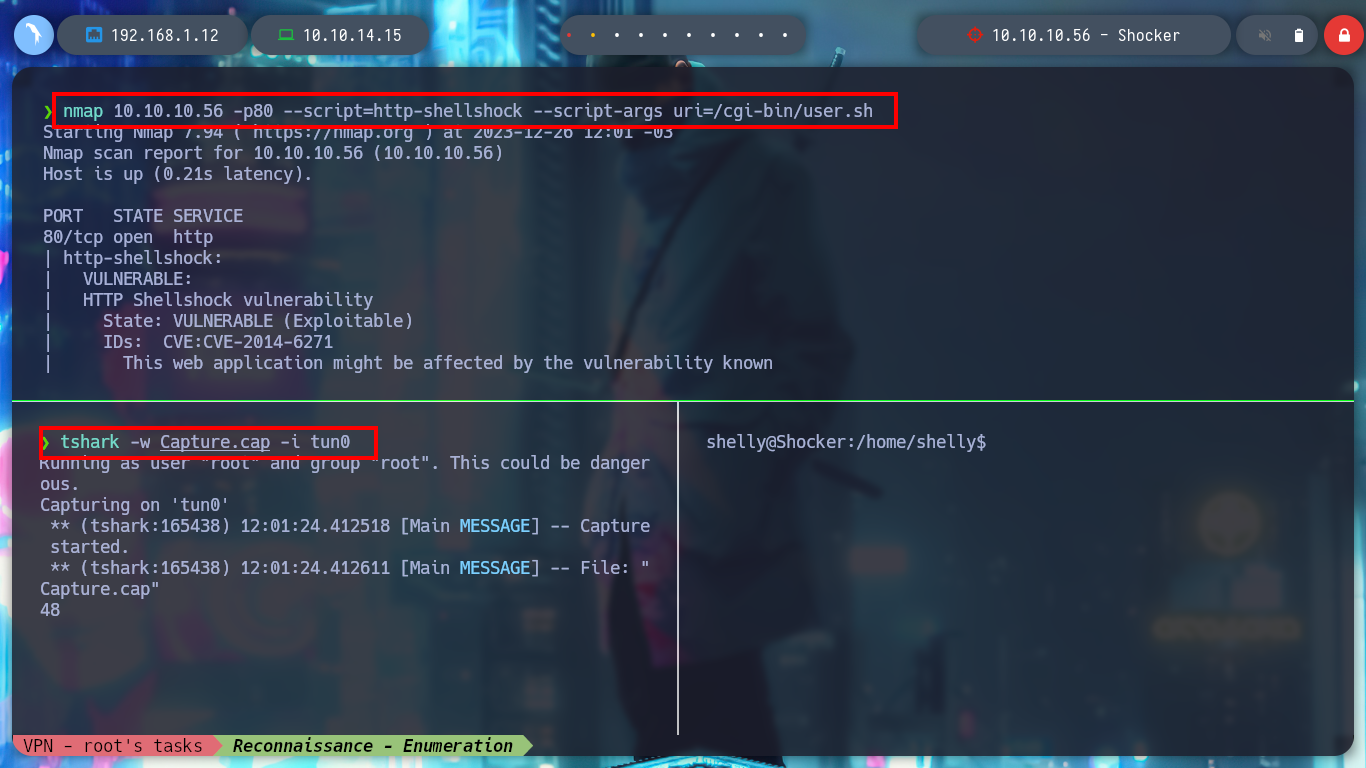 192.168.1.12
10.10.14.15
10.10.10.56 - Shocker
❯ nmap 10.10.10.56 -p80 --script=http-shellshock --script-args uri=/cgi-bin/user.sh
Starting Nmap 7.94 ( https://nmap.org ) at 2023-12-26 12:01 -03
Nmap scan report for 10.10.10.56 (10.10.10.56)
Host is up (0.21s latency).
PORT   STATE SERVICE
80/tcp open  http
| http-shellshock:
|   VULNERABLE:
|   HTTP Shellshock vulnerability
|     State: VULNERABLE (Exploitable)
|     IDs:  CVE:CVE-2014-6271
|       This web application might be affected by the vulnerability known
❯ tshark -w Capture.cap -i tun0
Running as user "root" and group "root". This could be danger
ous.
Capturing on 'tun0'
 ** (tshark:165438) 12:01:24.412518 [Main MESSAGE] -- Capture
 started.
 ** (tshark:165438) 12:01:24.412611 [Main MESSAGE] -- File: "
Capture.cap"
48
shelly@Shocker:/home/shelly$
VPN - root's tasks
Reconnaissance - Enumeration